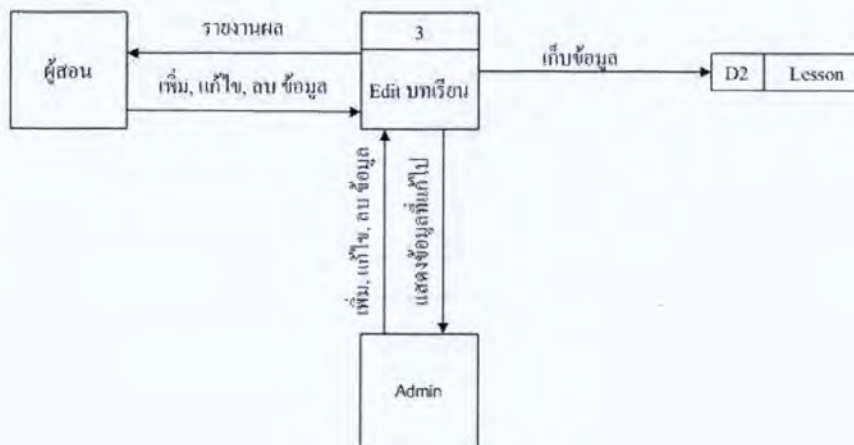 รายงานผล
3
ผู้สอน
เพิ่ม, แก้ไข, ลบ ข้อมูล
Edit บทเรียน
เก็บข้อมูล
D2
Lesson
เพิ่ม, แก้ไข, ลบ ข้อมูล
แสดงข้อมูลที่แก้ไป
Admin